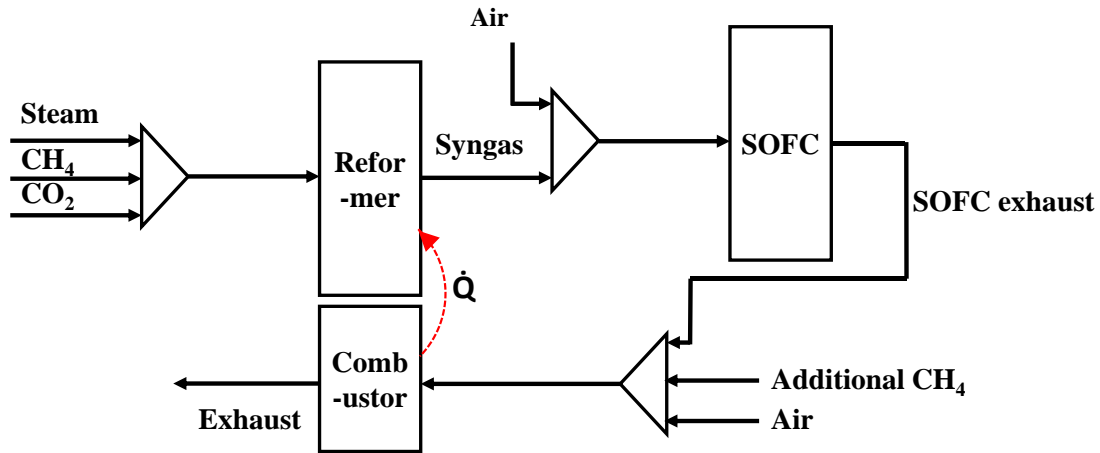 Air
Steam
CH₄
CO₂
Refor
-mer
Syngas
SOFC
SOFC exhaust
Q̇
Comb
-ustor
Exhaust
Additional CH₄
Air